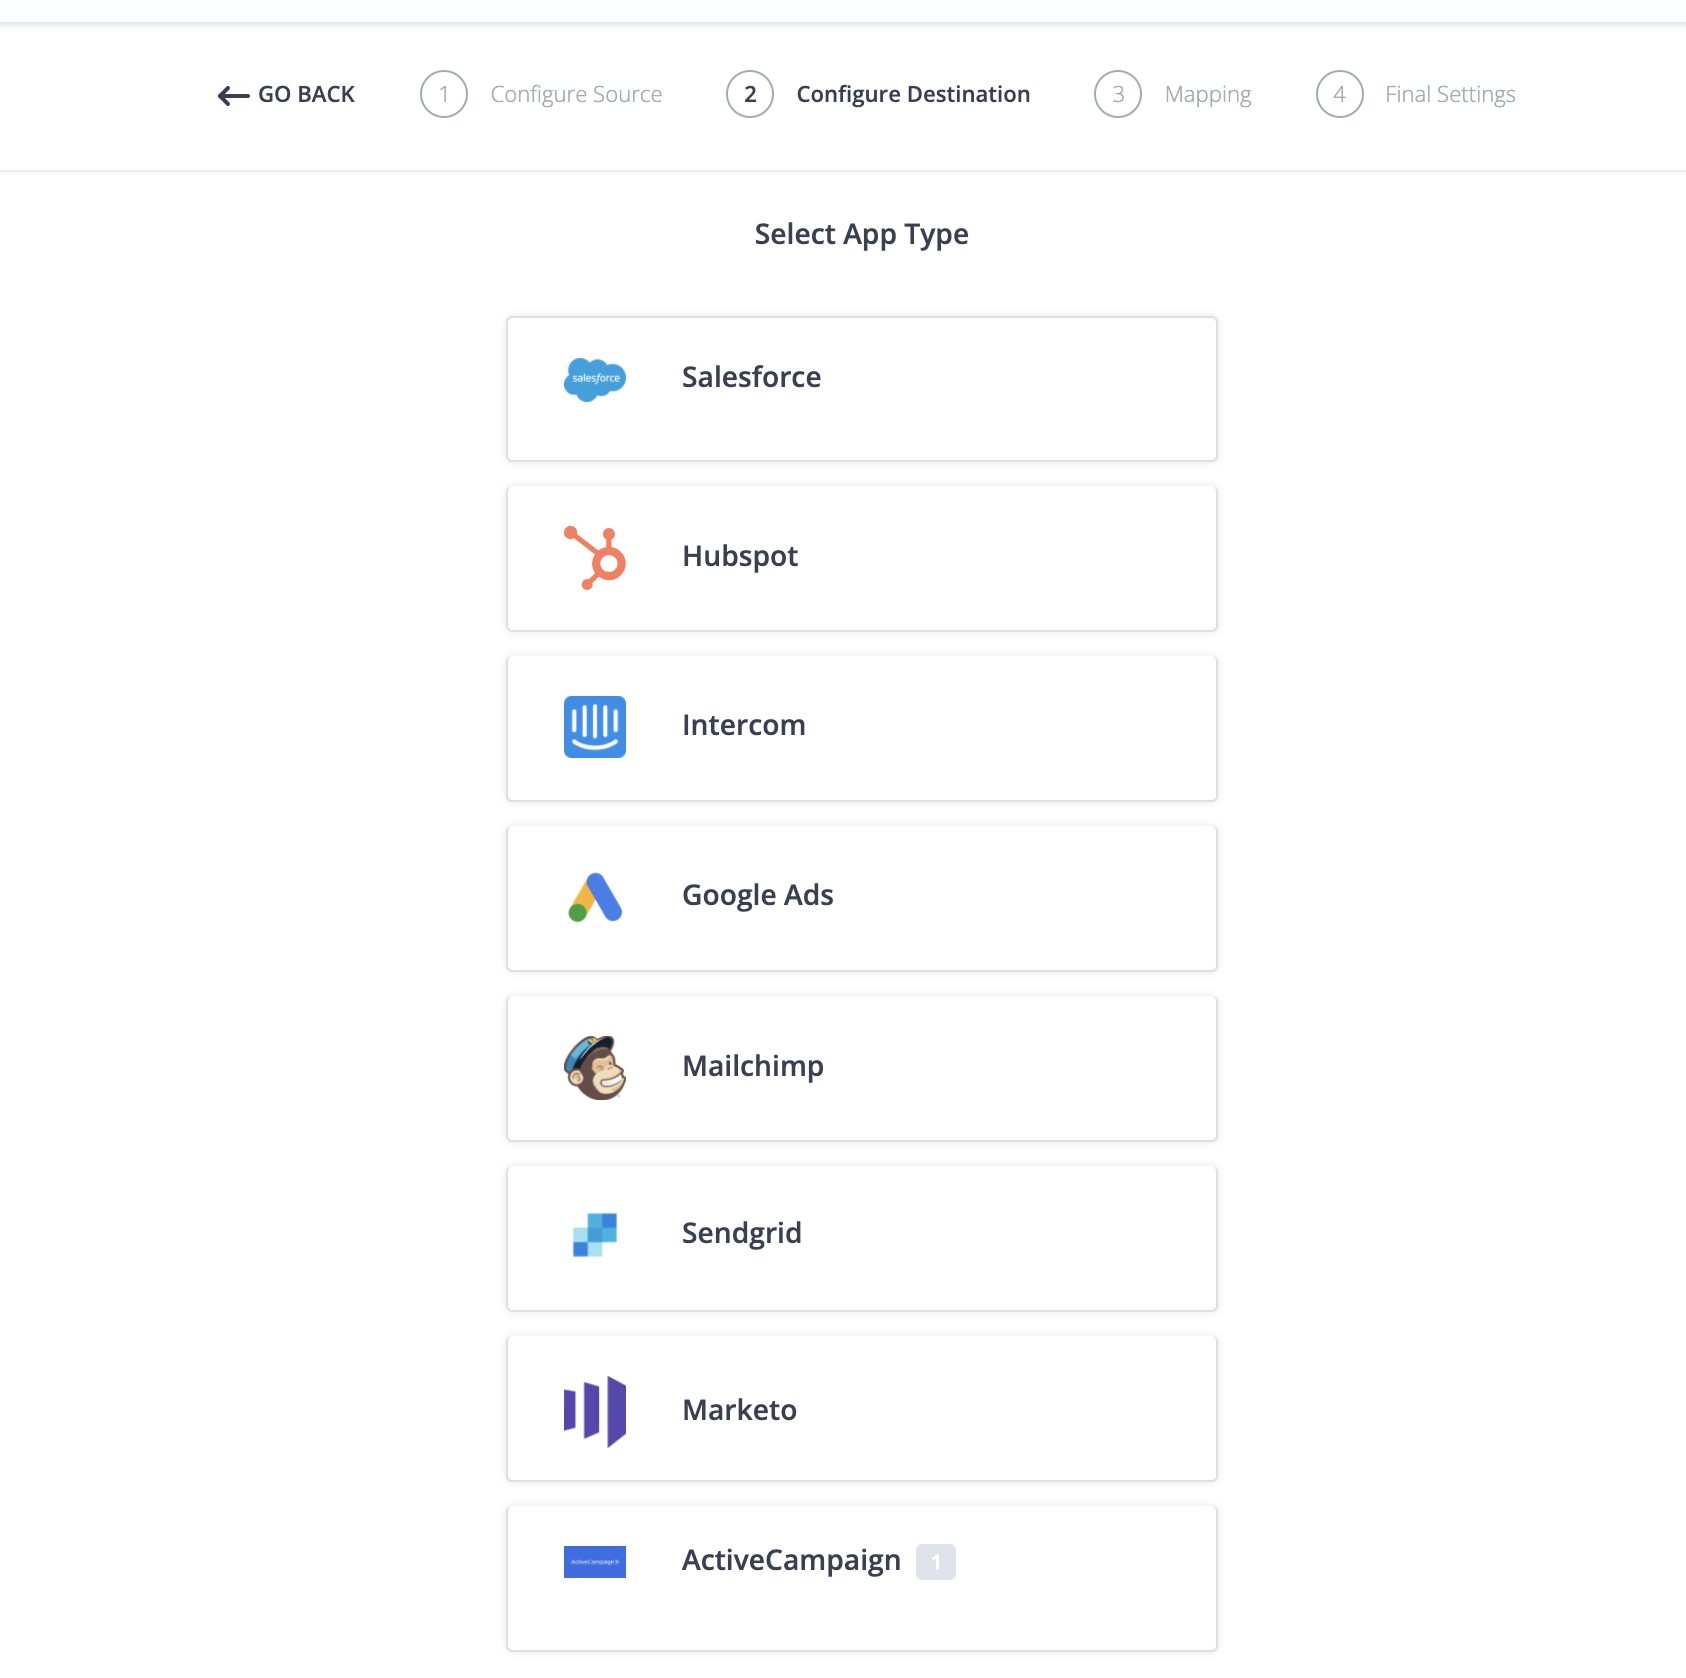 GO BACK 1 Configure Source 2 Configure Destination 3 Mapping 4 Final Settings
Select App Type
salesforce Salesforce
Hubspot
Intercom
Google Ads
Mailchimp
Sendgrid
Marketo
ActiveCampaign ActiveCampaign 1